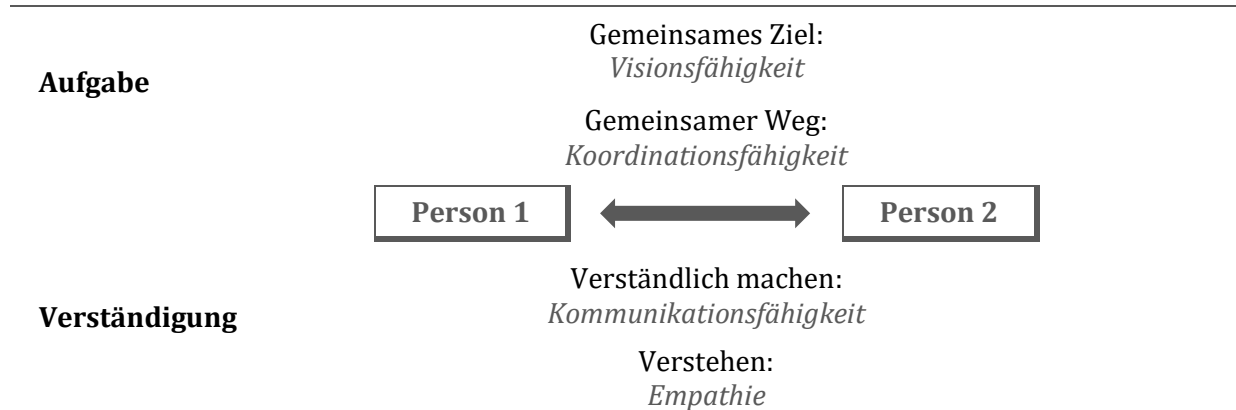 Gemeinsames Ziel:
Visionsfähigkeit
Aufgabe
Gemeinsamer Weg:
Koordinationsfähigkeit
Person 1
Person 2
Verständlich machen:
Kommunikationsfähigkeit
Verständigung
Verstehen:
Empathie